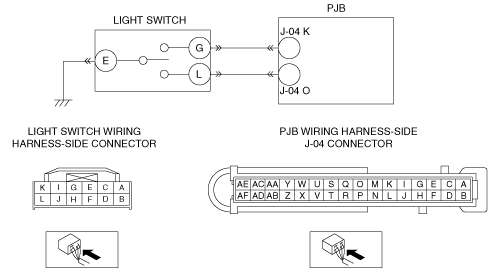 LIGHT SWITCH
PJB
G
J-04 K
E
L
J-04 O
LIGHT SWITCH WIRING
HARNESS-SIDE CONNECTOR
PJB WIRING HARNESS-SIDE
J-04 CONNECTOR
K I G E C A
L J H F D B
AE AC AA Y W U S Q O M K I G E C A
AF AD AB Z X V T R P N L J H F D B